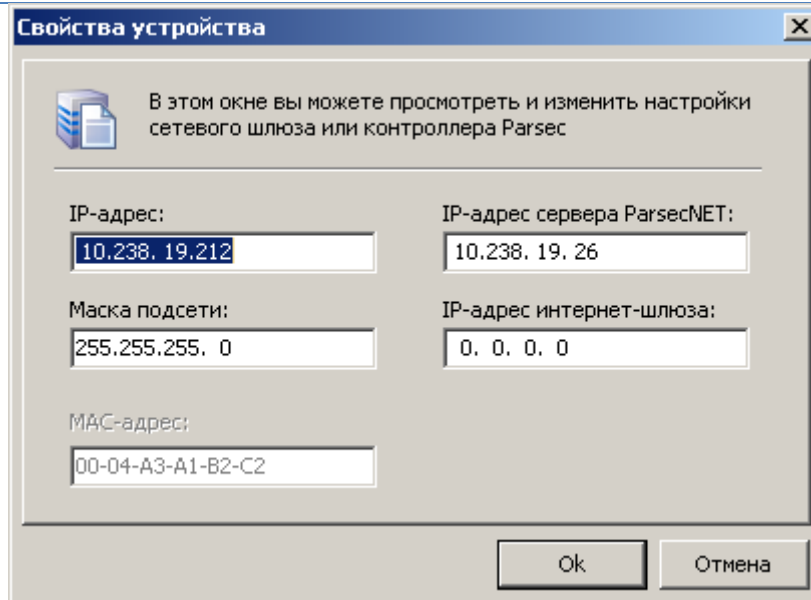 Свойства устройства
В этом окне вы можете просмотреть и изменить настройки
сетевого шлюза или контроллера Parsec
IP-адрес:
10.238. 19.212
IP-адрес сервера ParsecNET:
10.238. 19. 26
Маска подсети:
255.255.255. 0
IP-адрес интернет-шлюза:
0. 0. 0. 0
MAC-адрес:
00-04-A3-A1-B2-C2
Ok
Отмена